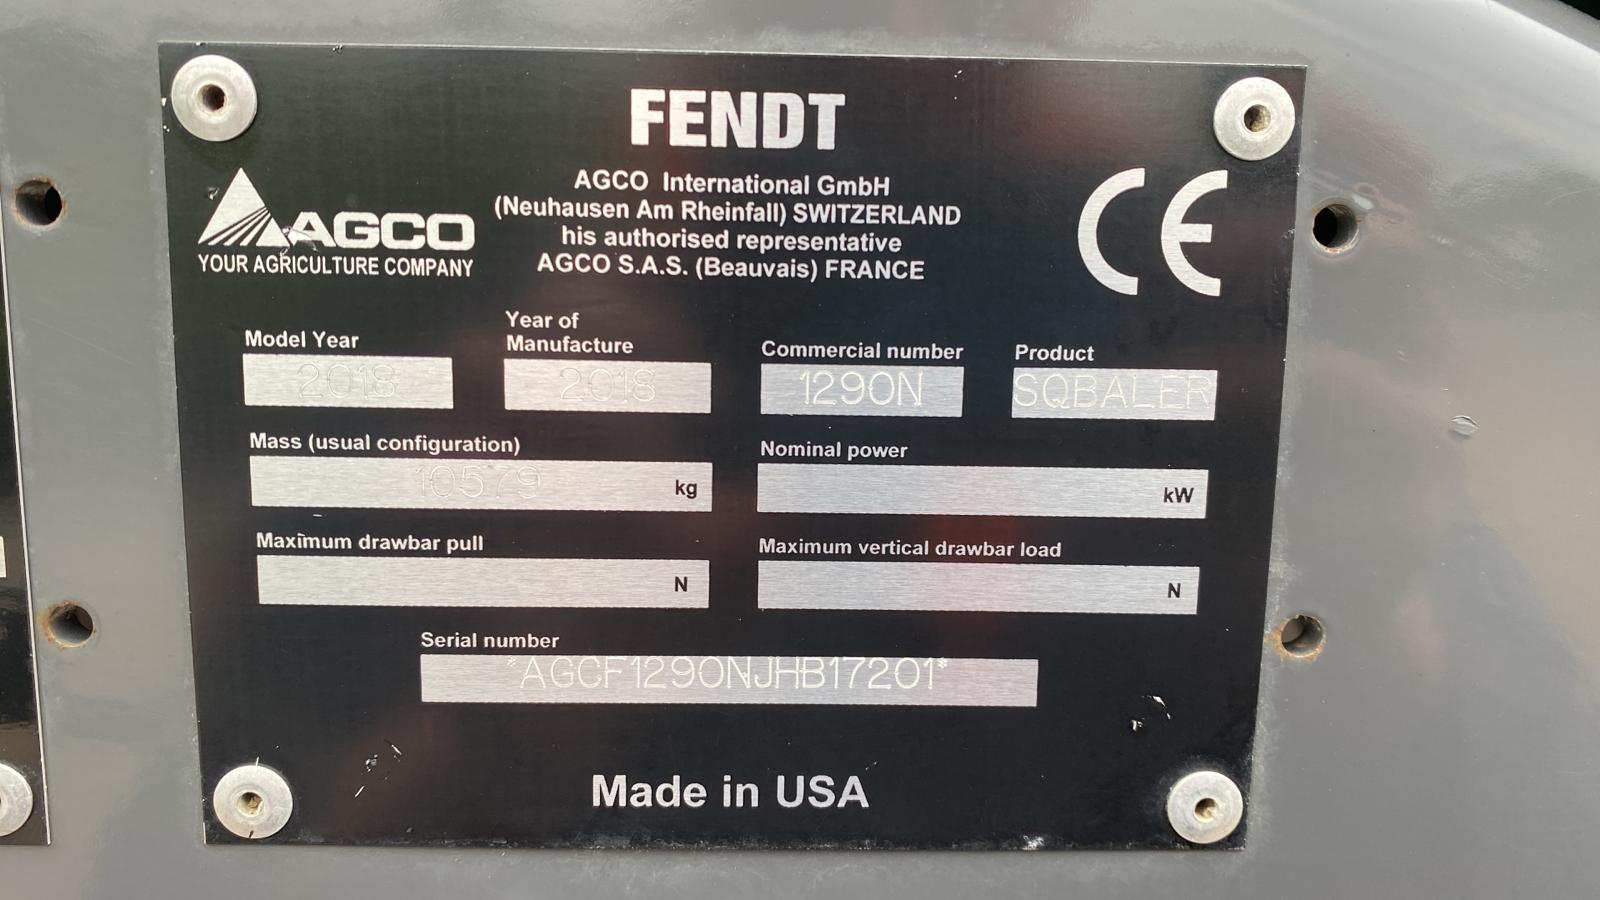 FENDT
AGCO International GmbH
(Neuhausen Am Rheinfall) SWITZERLAND
his authorised representative
AGCO S.A.S. (Beauvais) FRANCE
AGCO
YOUR AGRICULTURE COMPANY
CE
Model Year
2018
Year of
Manufacture
2018
Commercial number
1290N
Product
SQBALER
Mass (usual configuration)
10579 kg
Nominal power
kW
Maximum drawbar pull
N
Maximum vertical drawbar load
N
Serial number
*AGCF1290NJHB17201*
Made in USA